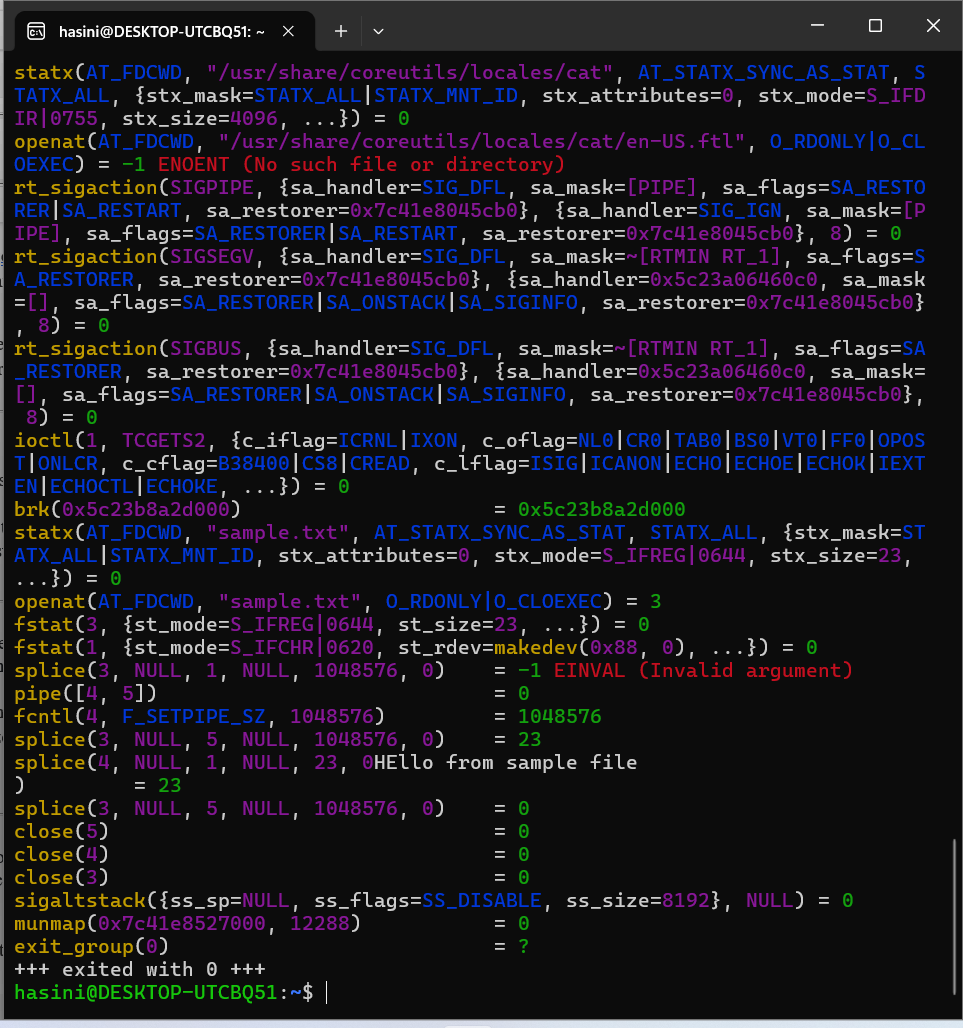 hasini@DESKTOP-UTCBQ51: ~
statx(AT_FDCWD, "/usr/share/coreutils/locales/cat", AT_STATX_SYNC_AS_STAT, S
TATX_ALL, {stx_mask=STATX_ALL|STATX_MNT_ID, stx_attributes=0, stx_mode=S_IFD
IR|0755, stx_size=4096, ...}) = 0
openat(AT_FDCWD, "/usr/share/coreutils/locales/cat/en-US.ftl", O_RDONLY|O_CL
OEXEC) = -1 ENOENT (No such file or directory)
rt_sigaction(SIGPIPE, {sa_handler=SIG_DFL, sa_mask=[PIPE], sa_flags=SA_RESTO
RER|SA_RESTART, sa_restorer=0x7c41e8045cb0}, {sa_handler=SIG_IGN, sa_mask=[P
IPE], sa_flags=SA_RESTORER|SA_RESTART, sa_restorer=0x7c41e8045cb0}, 8) = 0
rt_sigaction(SIGSEGV, {sa_handler=SIG_DFL, sa_mask=~[RTMIN RT_1], sa_flags=S
A_RESTORER, sa_restorer=0x7c41e8045cb0}, {sa_handler=0x5c23a06460c0, sa_mask
=[], sa_flags=SA_RESTORER|SA_ONSTACK|SA_SIGINFO, sa_restorer=0x7c41e8045cb0}
, 8) = 0
rt_sigaction(SIGBUS, {sa_handler=SIG_DFL, sa_mask=~[RTMIN RT_1], sa_flags=SA
_RESTORER, sa_restorer=0x7c41e8045cb0}, {sa_handler=0x5c23a06460c0, sa_mask=
[], sa_flags=SA_RESTORER|SA_ONSTACK|SA_SIGINFO, sa_restorer=0x7c41e8045cb0},
 8) = 0
ioctl(1, TCGETS2, {c_iflag=ICRNL|IXON, c_oflag=NL0|CR0|TAB0|BS0|VT0|FF0|OPOS
T|ONLCR, c_cflag=B38400|CS8|CREAD, c_lflag=ISIG|ICANON|ECHO|ECHOE|ECHOK|IEXT
EN|ECHOCTL|ECHOKE, ...}) = 0
brk(0x5c23b8a2d000)                     = 0x5c23b8a2d000
statx(AT_FDCWD, "sample.txt", AT_STATX_SYNC_AS_STAT, STATX_ALL, {stx_mask=ST
ATX_ALL|STATX_MNT_ID, stx_attributes=0, stx_mode=S_IFREG|0644, stx_size=23,
...}) = 0
openat(AT_FDCWD, "sample.txt", O_RDONLY|O_CLOEXEC) = 3
fstat(3, {st_mode=S_IFREG|0644, st_size=23, ...}) = 0
fstat(1, {st_mode=S_IFCHR|0620, st_rdev=makedev(0x88, 0), ...}) = 0
splice(3, NULL, 1, NULL, 1048576, 0)    = -1 EINVAL (Invalid argument)
pipe([4, 5])                            = 0
fcntl(4, F_SETPIPE_SZ, 1048576)         = 1048576
splice(3, NULL, 5, NULL, 1048576, 0)    = 23
splice(4, NULL, 1, NULL, 23, 0HEllo from sample file
)         = 23
splice(3, NULL, 5, NULL, 1048576, 0)    = 0
close(5)                                = 0
close(4)                                = 0
close(3)                                = 0
sigaltstack({ss_sp=NULL, ss_flags=SS_DISABLE, ss_size=8192}, NULL) = 0
munmap(0x7c41e8527000, 12288)           = 0
exit_group(0)                           = ?
+++ exited with 0 +++
hasini@DESKTOP-UTCBQ51:~$